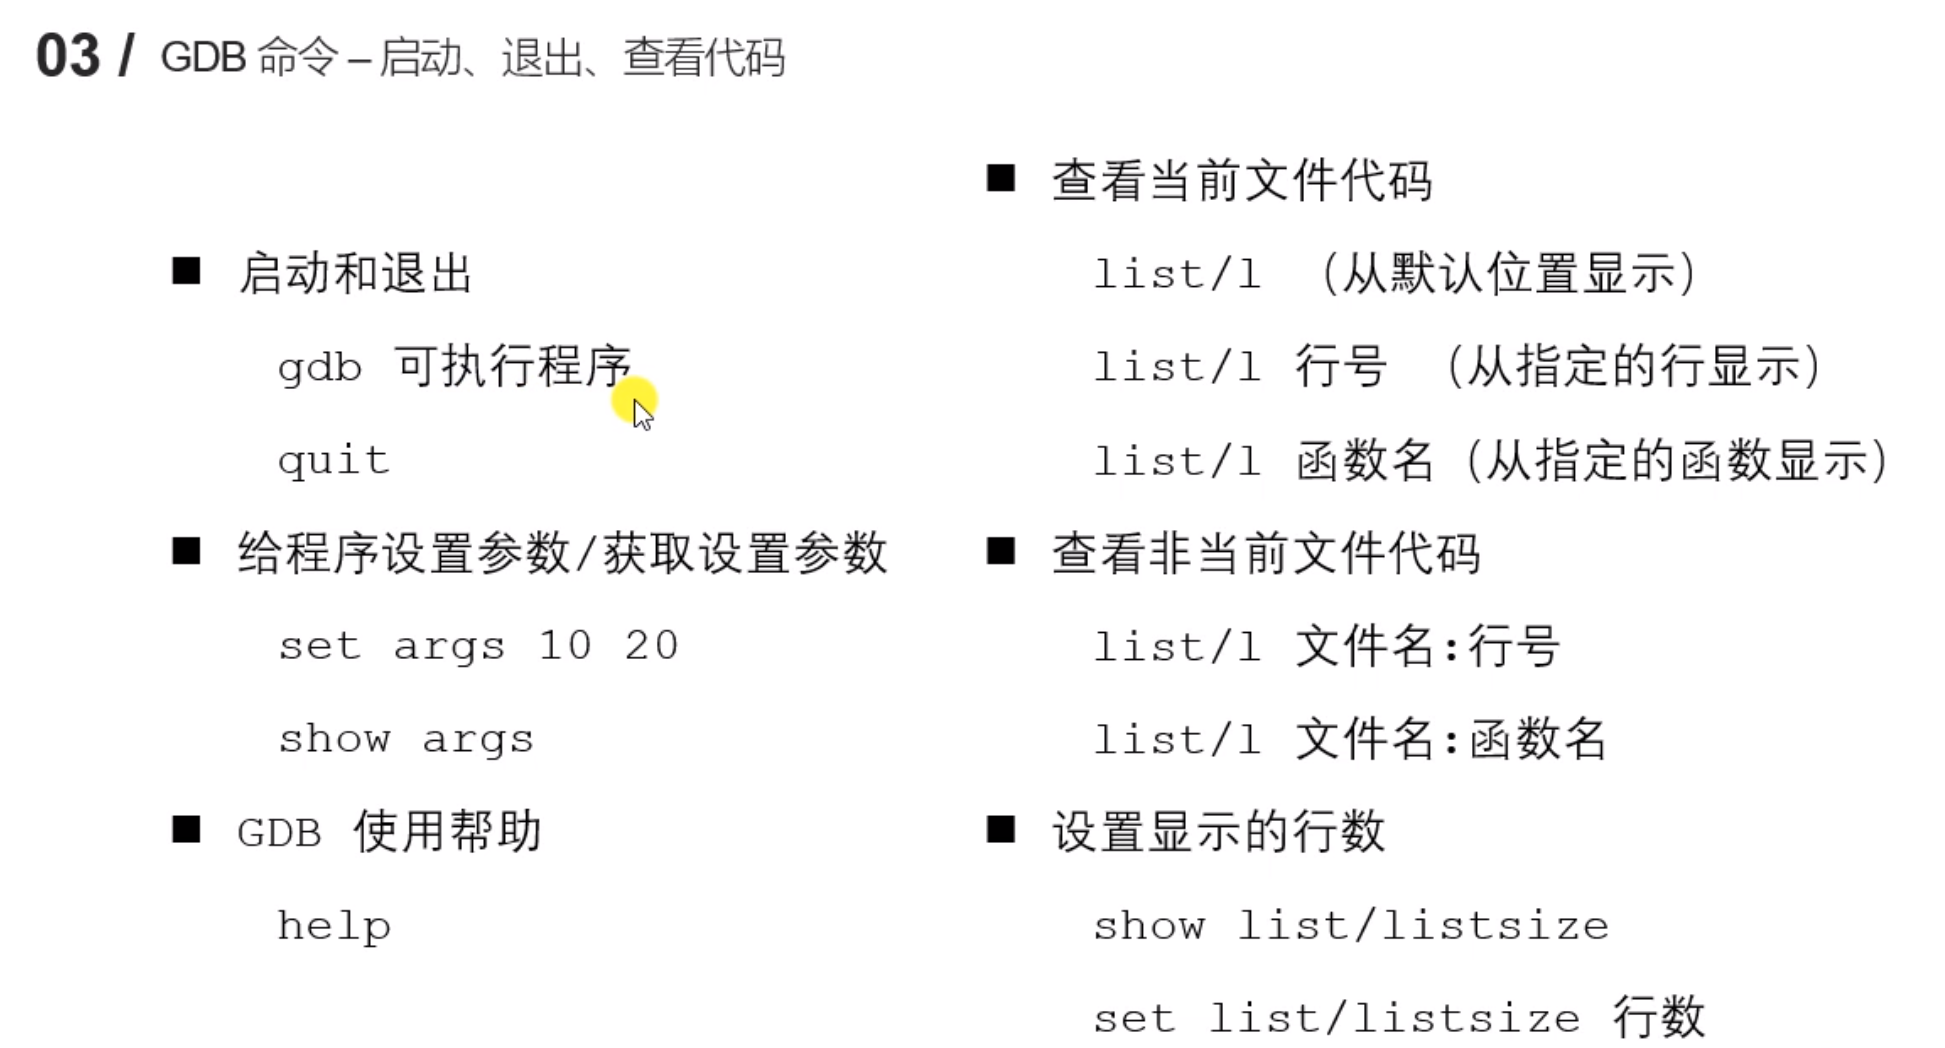 03 / GDB 命令 – 启动、退出、查看代码
■ 启动和退出
gdb 可执行程序
quit
■ 给程序设置参数/获取设置参数
set args 10 20
show args
■ GDB 使用帮助
help
■ 查看当前文件代码
list/l （从默认位置显示）
list/l 行号 （从指定的行显示）
list/l 函数名（从指定的函数显示）
■ 查看非当前文件代码
list/l 文件名:行号
list/l 文件名:函数名
■ 设置显示的行数
show list/listsize
set list/listsize 行数